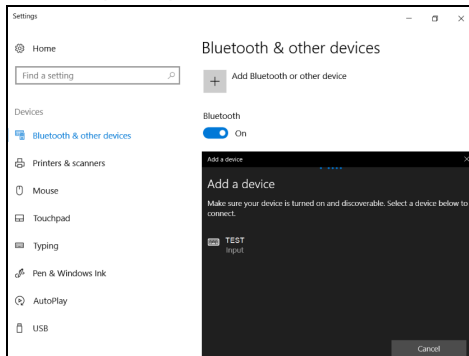 Settings
Home
Bluetooth & other devices
Find a setting
Add Bluetooth or other device
Devices
Bluetooth
Bluetooth & other devices
On
Printers & scanners
Mouse
Touchpad
Typing
Pen & Windows Ink
AutoPlay
USB
Add a device
Add a device
Make sure your device is turned on and discoverable. Select a device below to
connect.
TEST
Input
Cancel